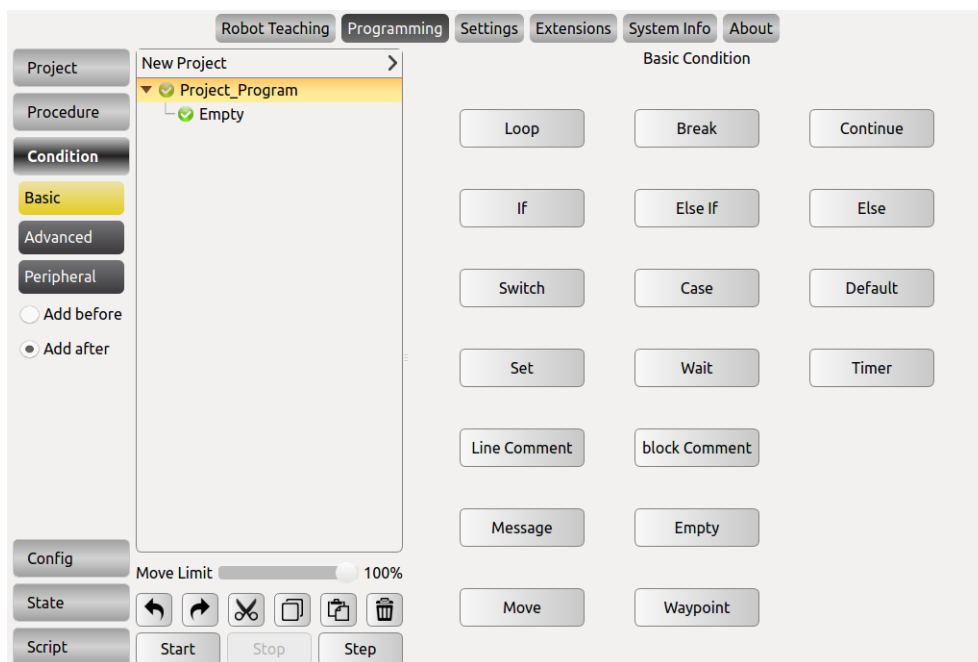 Robot Teaching Programming Settings Extensions System Info About
Project
Procedure
Condition
Basic
Advanced
Peripheral
Add before
Add after
Config
State
Script
New Project
Project_Program
Empty
Move Limit 100%
Start Stop Step
Basic Condition
Loop Break Continue
If Else If Else
Switch Case Default
Set Wait Timer
Line Comment block Comment
Message Empty
Move Waypoint